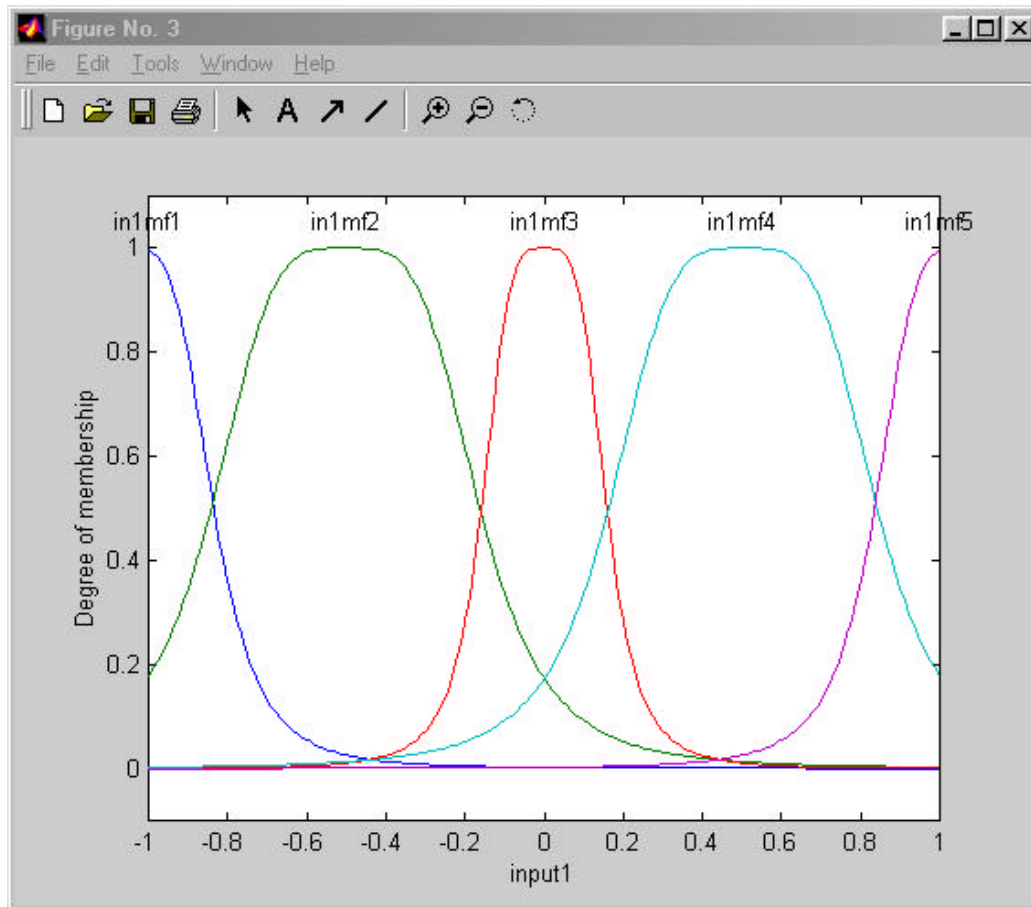 Figure No. 3
File Edit Tools Window Help
A
in1mf1 in1mf2 in1mf3 in1mf4 in1mf5
1
0.8
0.6
0.4
0.2
0
Degree of membership
-1 -0.8 -0.6 -0.4 -0.2 0 0.2 0.4 0.6 0.8 1
input1